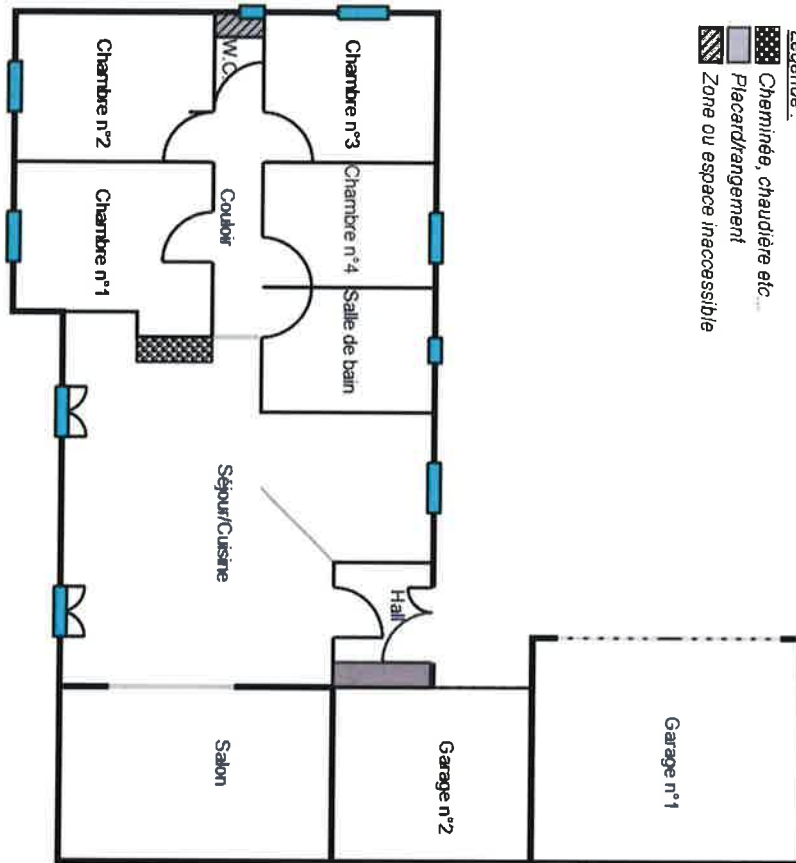 Légende :
Cheminée, chaudière etc...
Placard/rangement
Zone ou espace inaccessible
Garage n°1
Garage n°2
Salon
Hall
Séjour/Cuisine
Salle de bain
Chambre n°4
Chambre n°3
W.C.
Couloir
Chambre n°1
Chambre n°2